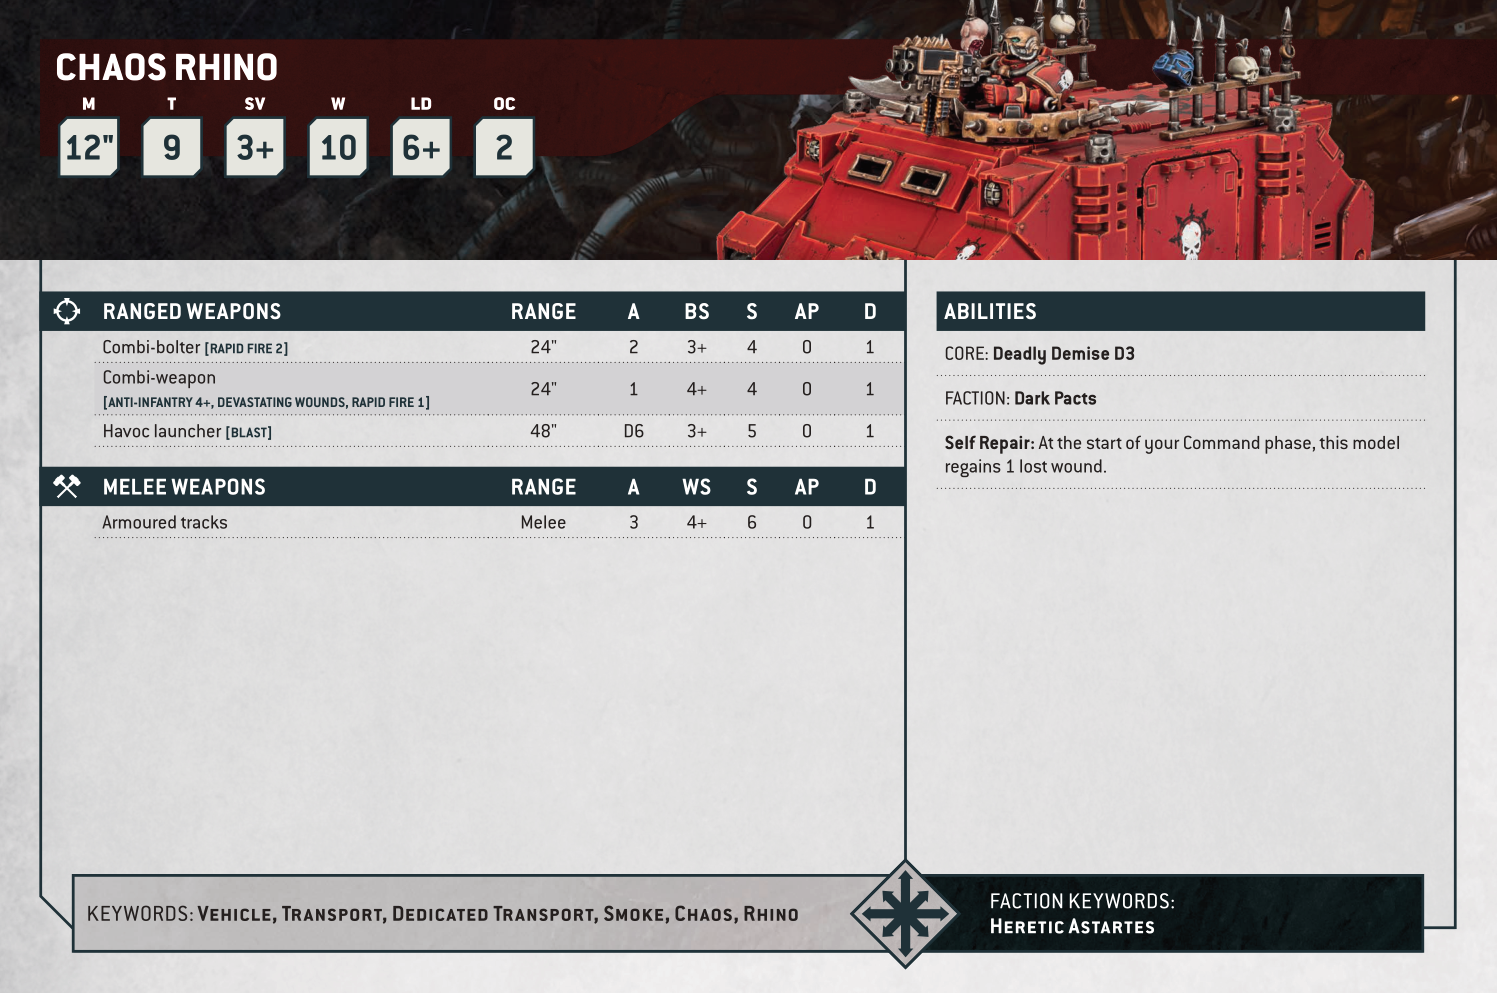 CHAOS RHINO
M T SV W LD OC
12" 9 3+ 10 6+ 2
RANGED WEAPONS RANGE A BS S AP D
Combi-bolter [RAPID FIRE 2] 24" 2 3+ 4 0 1
Combi-weapon
[ANTI-INFANTRY 4+, DEVASTATING WOUNDS, RAPID FIRE 1] 24" 1 4+ 4 0 1
Havoc launcher [BLAST] 48" D6 3+ 5 0 1
MELEE WEAPONS RANGE A WS S AP D
Armoured tracks Melee 3 4+ 6 0 1
ABILITIES
CORE: Deadly Demise D3
FACTION: Dark Pacts
Self Repair: At the start of your Command phase, this model
regains 1 lost wound.
KEYWORDS: VEHICLE, TRANSPORT, DEDICATED TRANSPORT, SMOKE, CHAOS, RHINO
FACTION KEYWORDS:
HERETIC ASTARTES